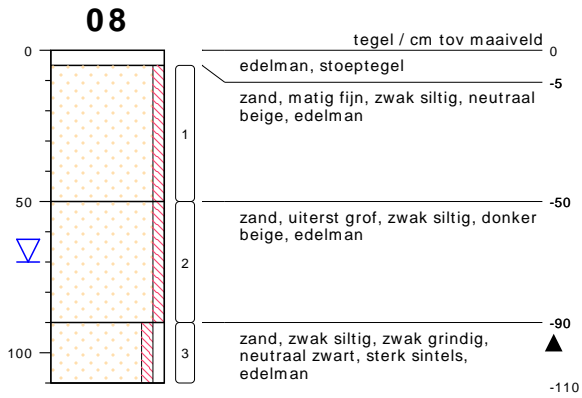 08
tegel / cm tov maaiveld
0
0
edelman, stoeptegel
-5
zand, matig fijn, zwak siltig, neutraal
beige, edelman
1
50
-50
zand, uiterst grof, zwak siltig, donker
beige, edelman
2
-90
zand, zwak siltig, zwak grindig,
neutraal zwart, sterk sintels,
edelman
100
3
-110